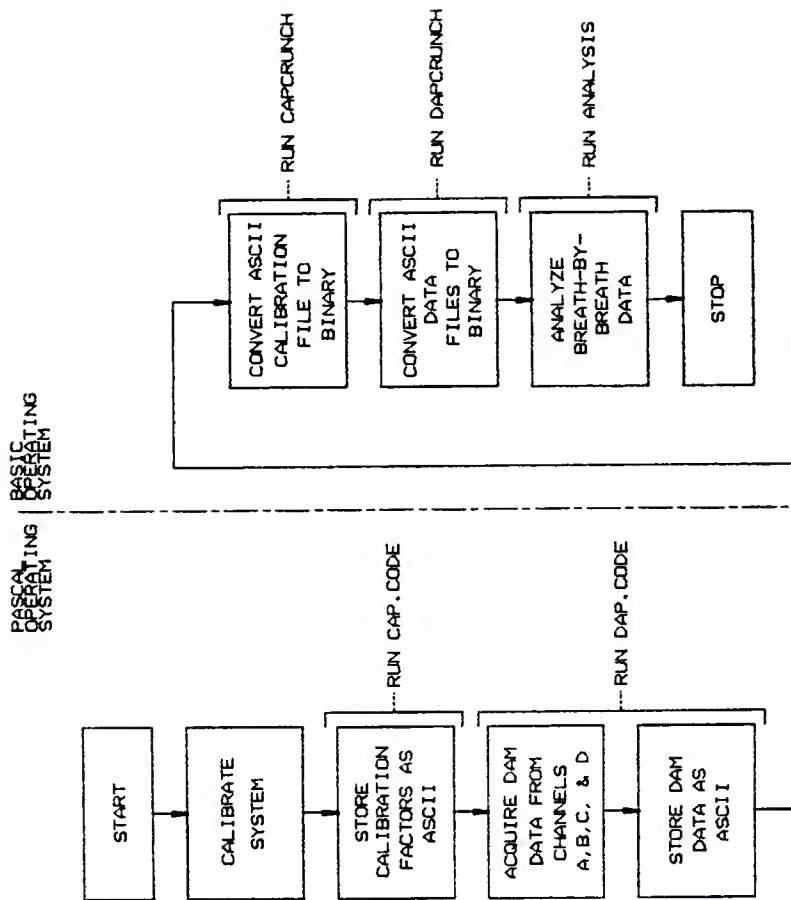 PASCAL
OPERATING
SYSTEM
BASIC
OPERATING
SYSTEM
START
CALIBRATE
SYSTEM
STORE
CALIBRATION
FACTORS AS
ASCII
RUN CAP.CODE
ACQUIRE DAM
DATA FROM
CHANNELS
A,B,C, & D
STORE DAM
DATA AS
ASCII
RUN DAP.CODE
CONVERT ASCII
CALIBRATION
FILE TO
BINARY
RUN CAPCRUNCH
CONVERT ASCII
DATA
FILES TO
BINARY
RUN DAPCRUNCH
ANALYZE
BREATH-BY-
BREATH
DATA
RUN ANALYSIS
STOP